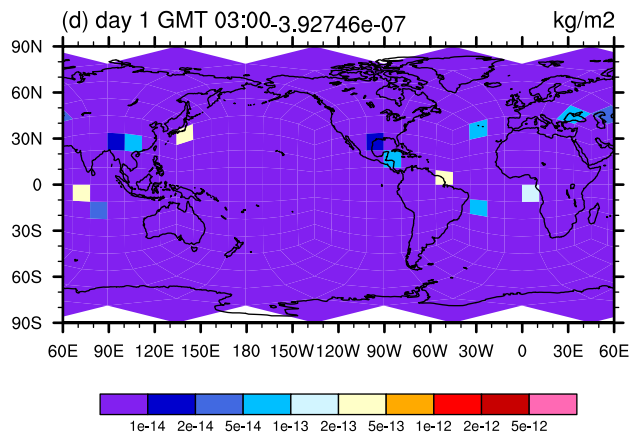 (d) day 1 GMT 03:00 -3.92746e-07 kg/m2
90N
60N
30N
0
30S
60S
90S
60E 90E 120E 150E 180 150W 120W 90W 60W 30W 0 30E 60E
1e-14 2e-14 5e-14 1e-13 2e-13 5e-13 1e-12 2e-12 5e-12